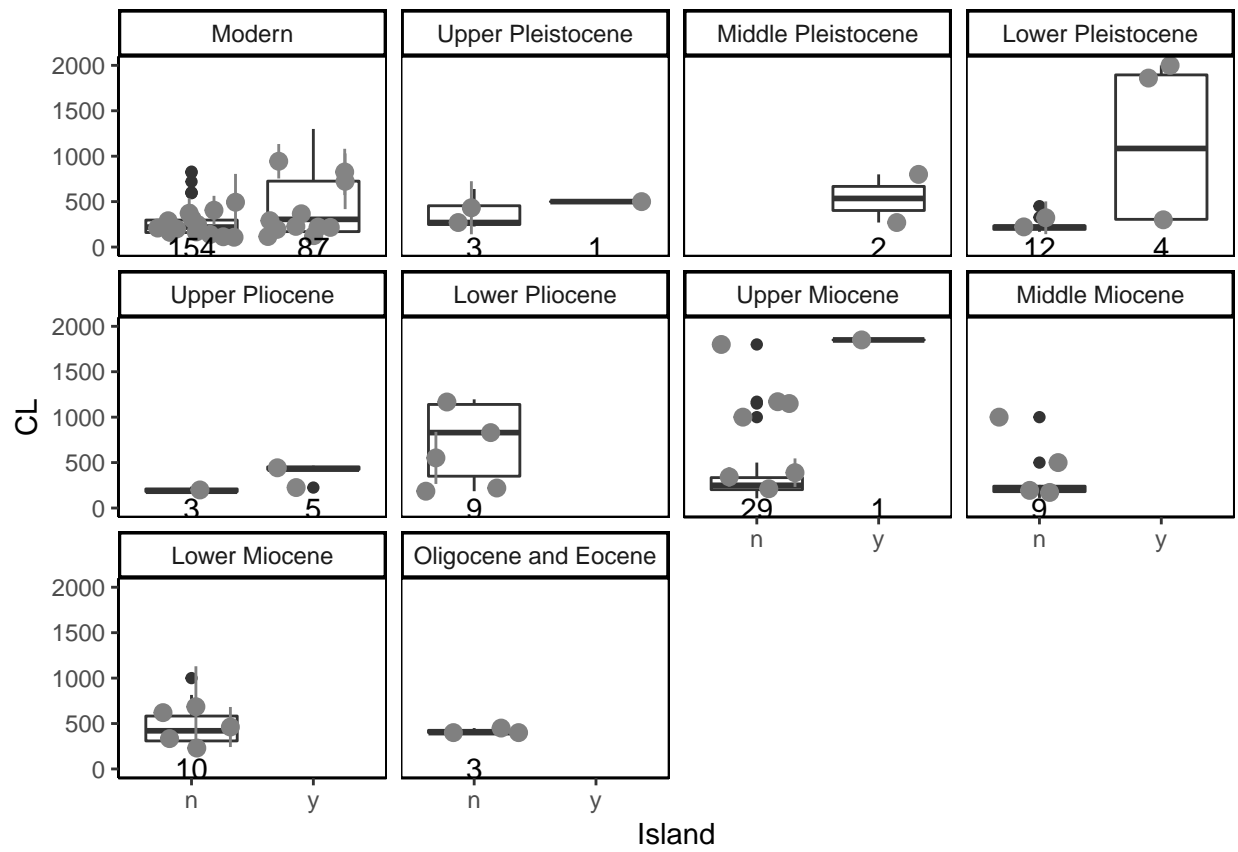 Modern Upper Pleistocene Middle Pleistocene Lower Pleistocene
2000
1500
1000
500
0
154 87 3 1 2 12 4
Upper Pliocene Lower Pliocene Upper Miocene Middle Miocene
2000
1500
1000
500
0
3 5 9 29 1 9
n y n y
Lower Miocene Oligocene and Eocene
2000
1500
1000
500
0
10 3
n y n y
CL
Island